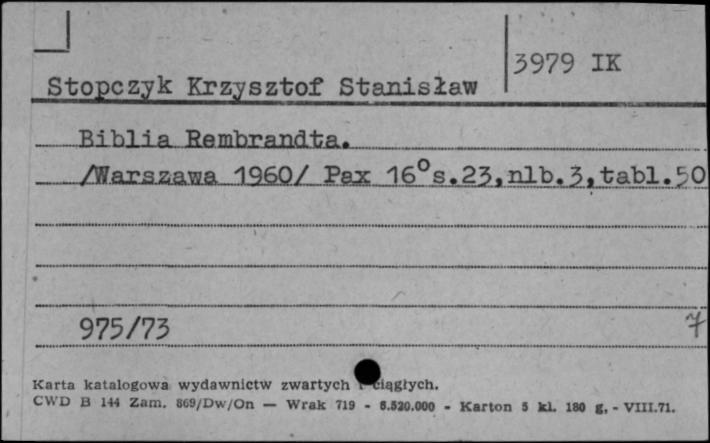 3979 IK
Stopczyk Krzysztof Stanisław
Biblia Rembrandta.
/Warszawa 1960/ Pax 16° s.23,nlb.3,tabl.50
975/73 7
Karta katalogowa wydawnictw zwartych i ciągłych.
CWD B 144 Zam. 869/Dw/On — Wrak 719 - 6.520.000 - Karton 5 kl. 180 g. - VIII.71.